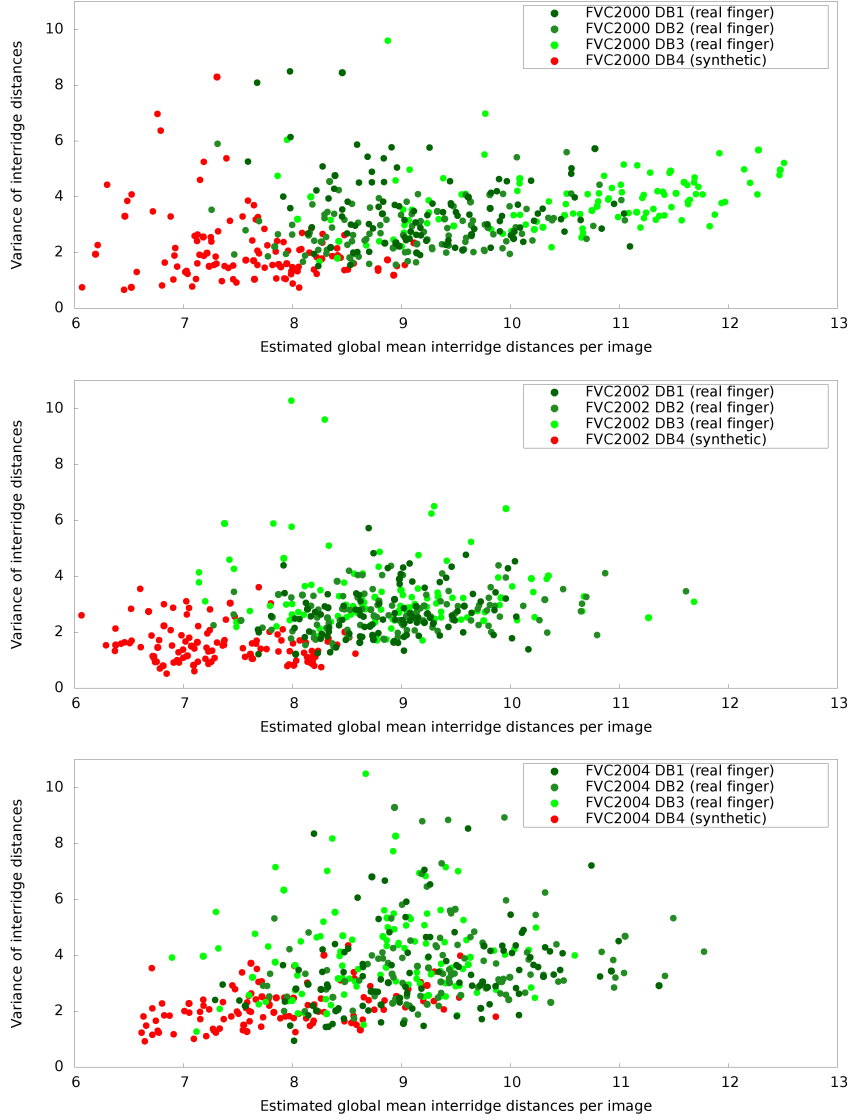 FVC2000 DB1 (real finger)
FVC2000 DB2 (real finger)
FVC2000 DB3 (real finger)
FVC2000 DB4 (synthetic)
Variance of interridge distances
10
8
6
4
2
0
6 7 8 9 10 11 12 13
Estimated global mean interridge distances per image
FVC2002 DB1 (real finger)
FVC2002 DB2 (real finger)
FVC2002 DB3 (real finger)
FVC2002 DB4 (synthetic)
Variance of interridge distances
10
8
6
4
2
0
6 7 8 9 10 11 12 13
Estimated global mean interridge distances per image
FVC2004 DB1 (real finger)
FVC2004 DB2 (real finger)
FVC2004 DB3 (real finger)
FVC2004 DB4 (synthetic)
Variance of interridge distances
10
8
6
4
2
0
6 7 8 9 10 11 12 13
Estimated global mean interridge distances per image